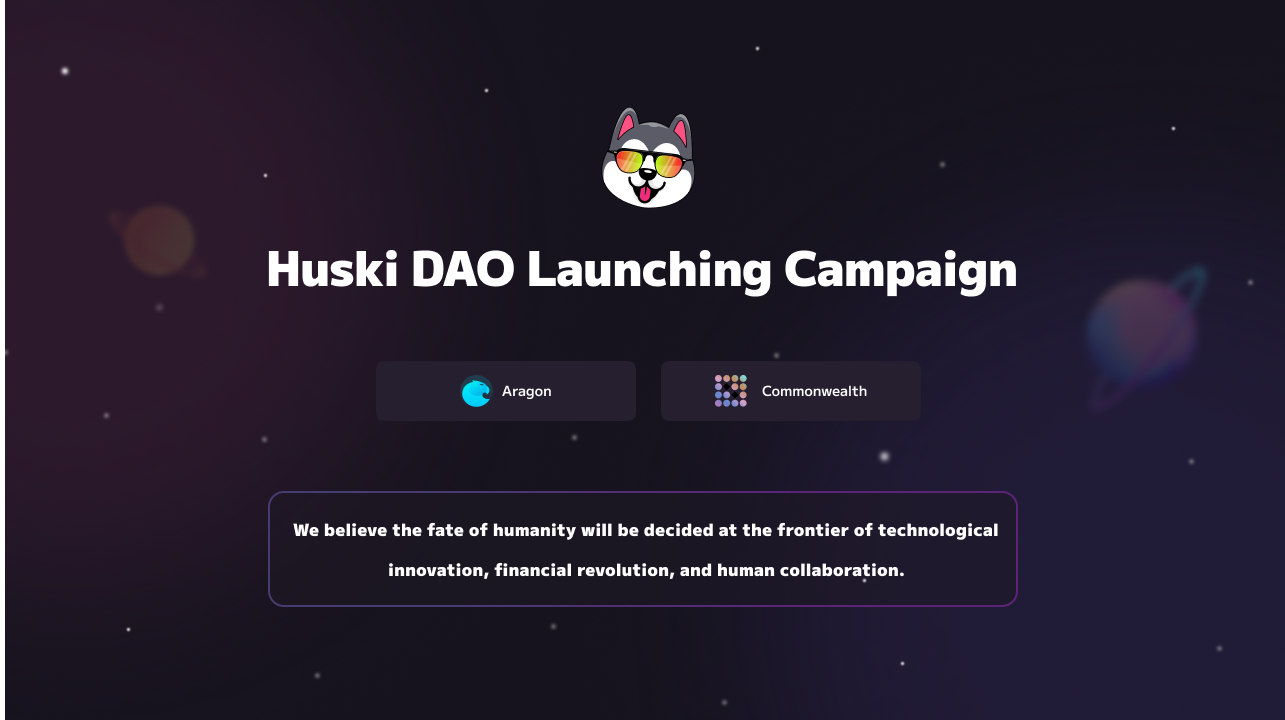 Huski DAO Launching Campaign
Aragon
Commonwealth
We believe the fate of humanity will be decided at the frontier of technological
innovation, financial revolution, and human collaboration.